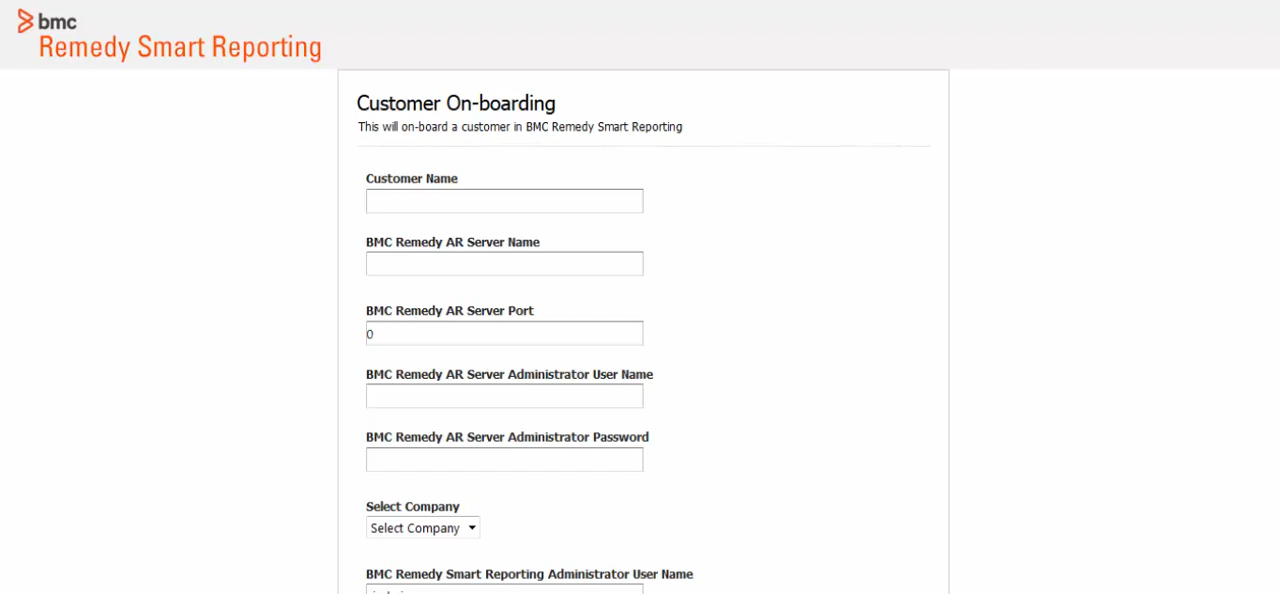 bmc
Remedy Smart Reporting
Customer On-boarding
This will on-board a customer in BMC Remedy Smart Reporting
Customer Name
BMC Remedy AR Server Name
BMC Remedy AR Server Port
0
BMC Remedy AR Server Administrator User Name
BMC Remedy AR Server Administrator Password
Select Company
Select Company
BMC Remedy Smart Reporting Administrator User Name